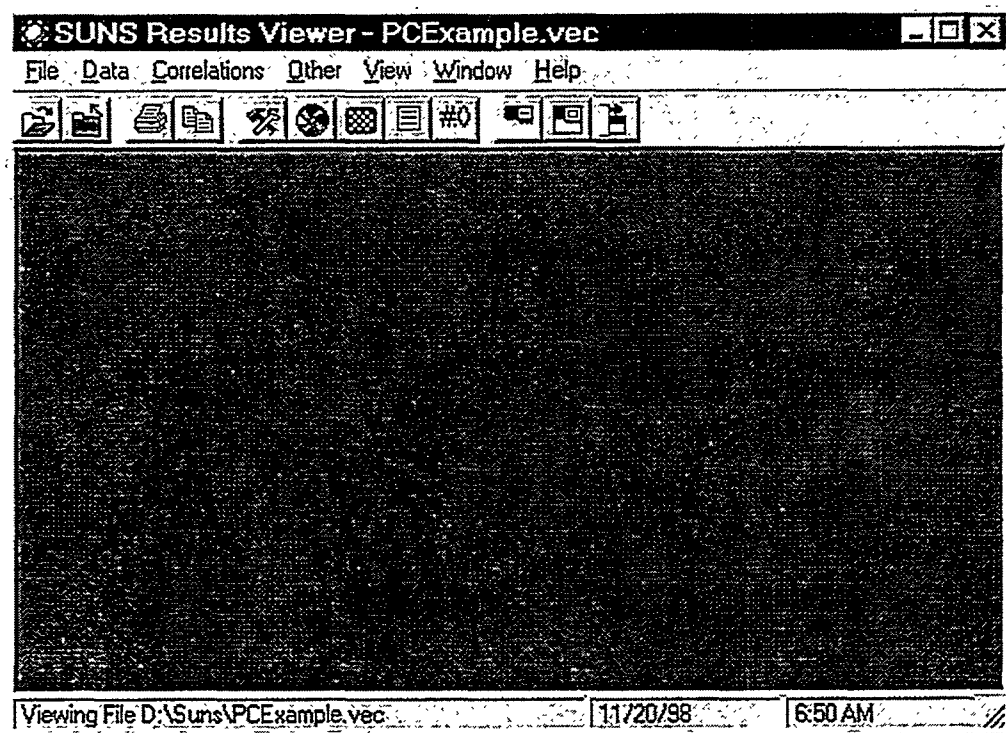 SUNS Results Viewer - PCExample.vec
File Data Correlations Other View Window Help
#0
Viewing File D:\Suns\PCExample.vec 11/20/98 6:50 AM